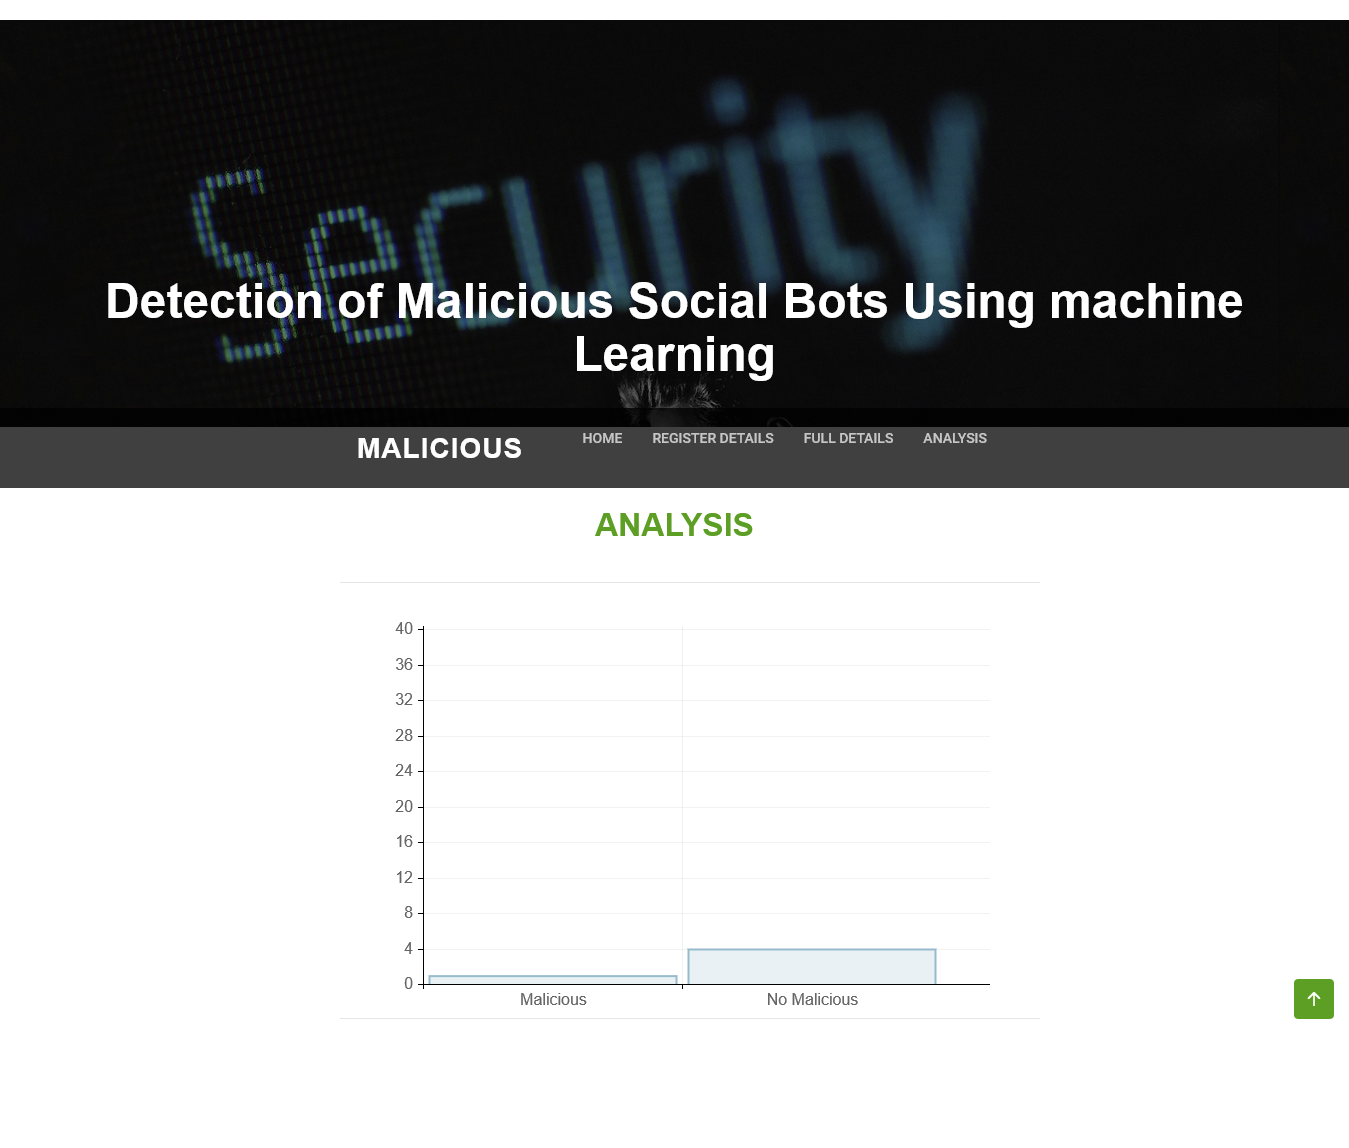 Security
Detection of Malicious Social Bots Using machine
Learning
MALICIOUS
HOME REGISTER DETAILS FULL DETAILS ANALYSIS
ANALYSIS
40
36
32
28
24
20
16
12
8
4
0
Malicious No Malicious